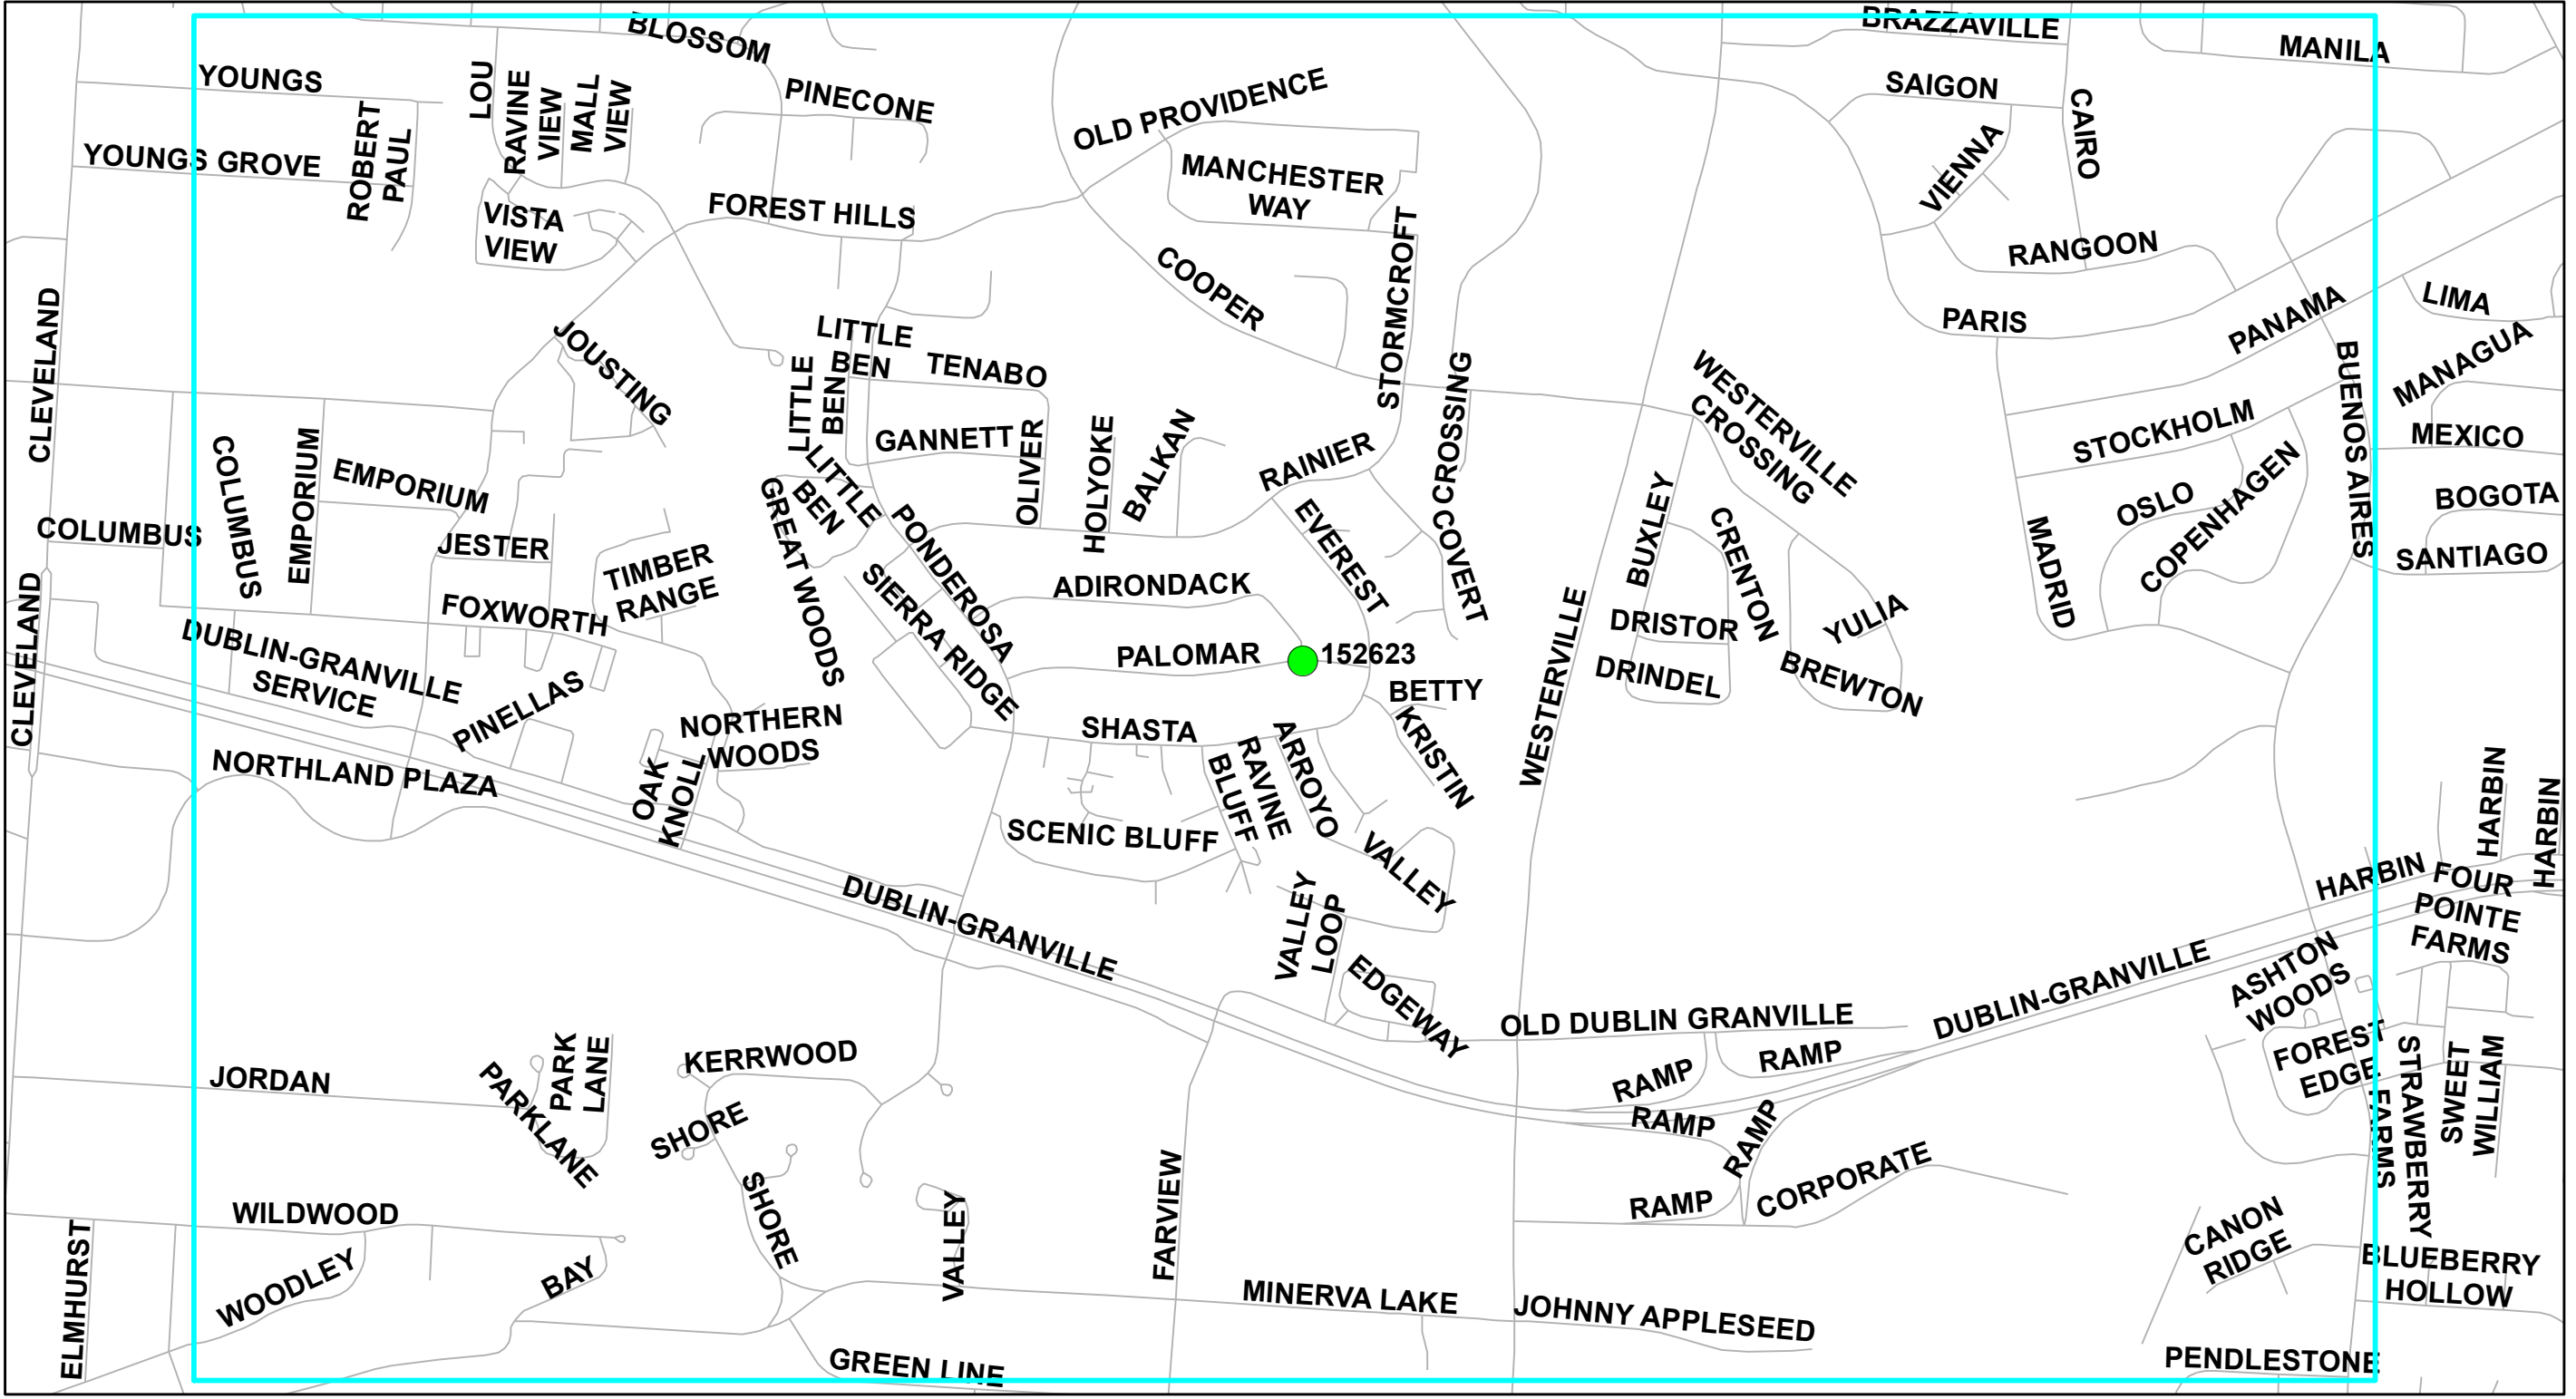 BLOSSOM
BRAZZAVILLE
MANILA
YOUNGS
LOU
RAVINE
VIEW
MALL
VIEW
PINECONE
OLD PROVIDENCE
SAIGON
CAIRO
YOUNGS GROVE
ROBERT
PAUL
VISTA
VIEW
FOREST HILLS
MANCHESTER
WAY
VIENNA
RANGOON
CLEVELAND
JOUSTING
COOPER
STORMCROFT
PARIS
PANAMA
LIMA
LITTLE
BEN
TENABO
LITTLE
BEN
GANNETT
OLIVER
HOLYOKE
BALKAN
RAINIER
CROSSING
WESTERVILLE
CROSSING
STOCKHOLM
BUENOS AIRES
MANAGUA
MEXICO
COLUMBUS
COLUMBUS
EMPORIUM
EMPORIUM
JESTER
LITTLE
BEN
GREAT WOODS
PONDEROSA
EVEREST
COVERT
BUXLEY
CRENTON
MADRID
OSLO
COPENHAGEN
BOGOTA
SANTIAGO
TIMBER
RANGE
FOXWORTH
SIERRA RIDGE
ADIRONDACK
PALOMAR
152623
WESTERVILLE
DRISTOR
DRINDEL
YULIA
BREWTON
CLEVELAND
DUBLIN-GRANVILLE
SERVICE
PINELLAS
NORTHERN
WOODS
BETTY
KRISTIN
SHASTA
NORTHLAND PLAZA
OAK
KNOLL
SCENIC BLUFF
BLUFF
RAVINE
ARROYO
VALLEY
HARBIN
HARBIN
HARBIN
FOUR
POINTE
FARMS
DUBLIN-GRANVILLE
VALLEY
LOOP
EDGEWAY
OLD DUBLIN GRANVILLE
DUBLIN-GRANVILLE
ASHTON
WOODS
FOREST
EDGE
JORDAN
PARKLANE
PARK
LANE
KERRWOOD
SHORE
SHORE
RAMP
RAMP
RAMP
RAMP
RAMP
CORPORATE
FARMS
STRAWBERRY
SWEET
WILLIAM
WILDWOOD
ELMHURST
WOODLEY
BAY
VALLEY
FARVIEW
MINERVA LAKE
JOHNNY APPLESEED
CANON
RIDGE
BLUEBERRY
HOLLOW
GREEN LINE
PENDLESTONE